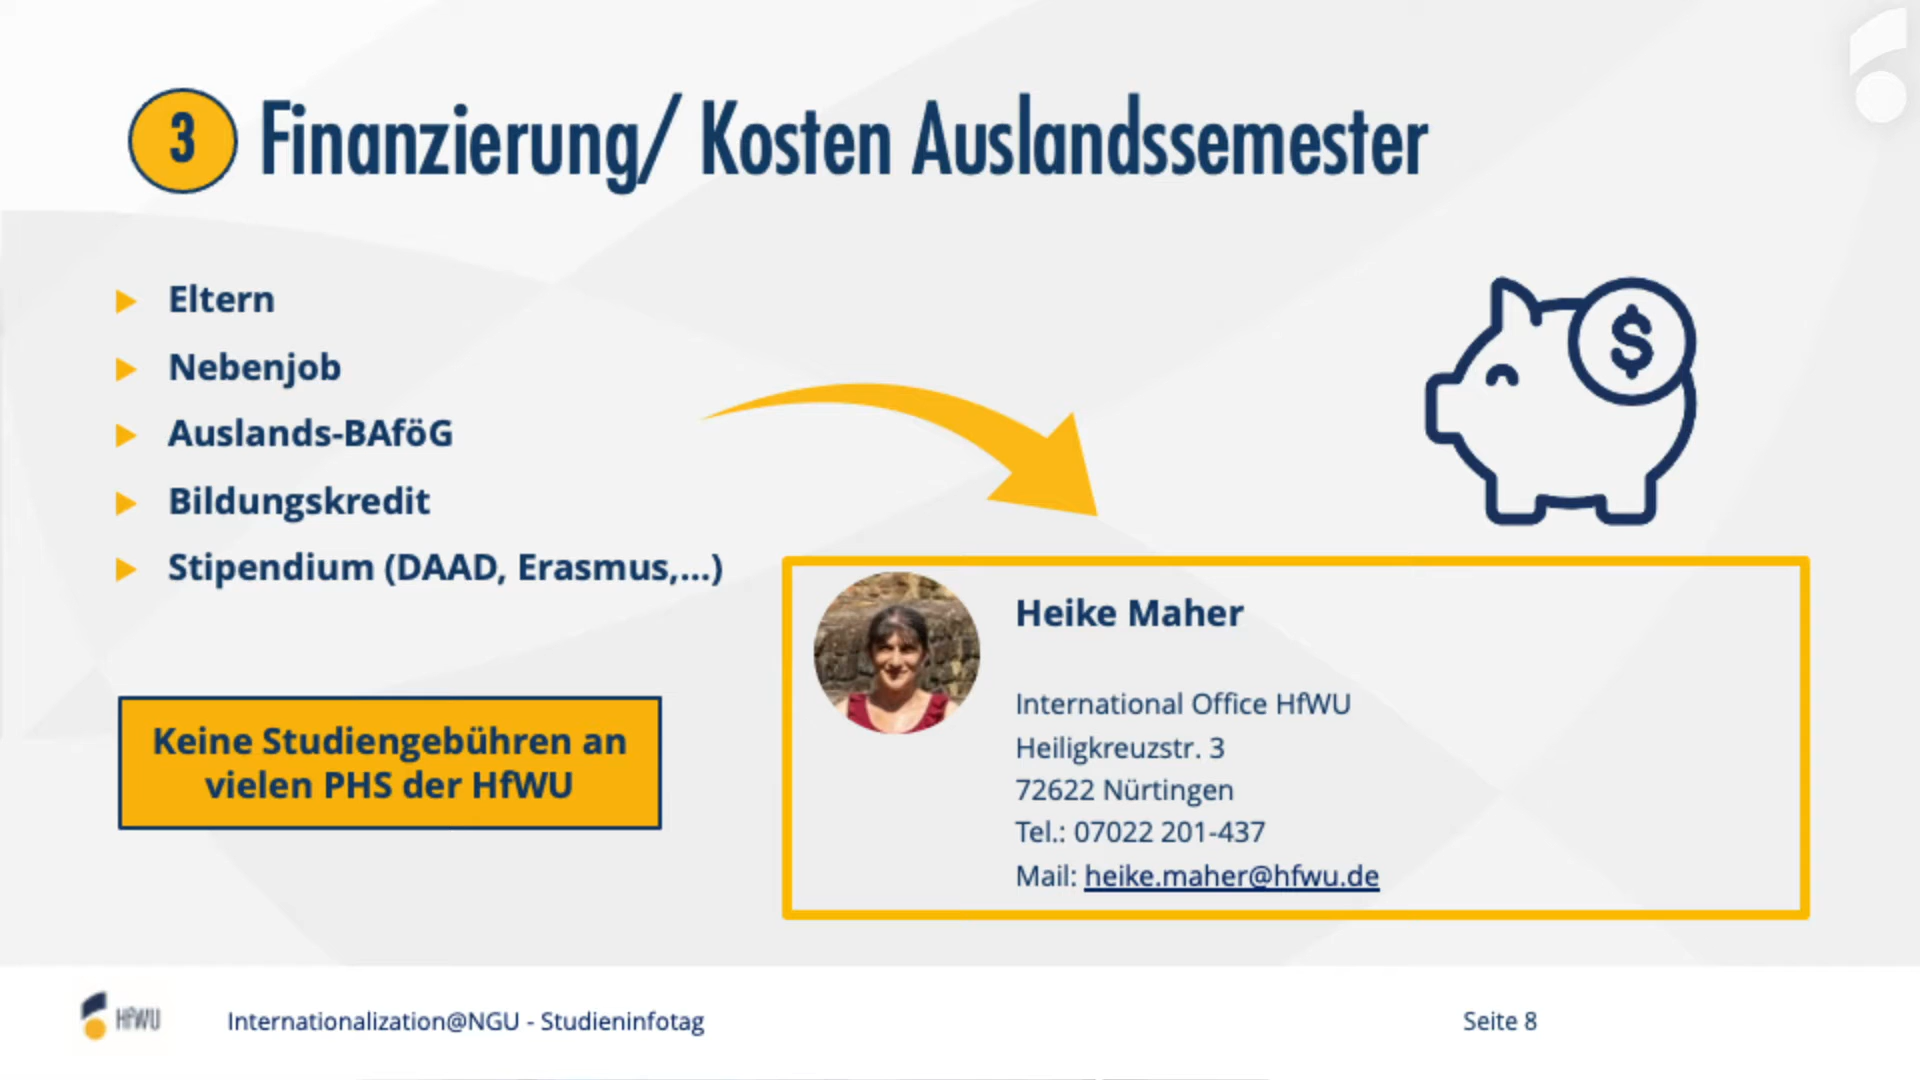 3 Finanzierung/ Kosten Auslandssemester
Eltern
Nebenjob
Auslands-BAföG
Bildungskredit
Stipendium (DAAD, Erasmus,...)
$
Keine Studiengebühren an
vielen PHS der HfWU
Heike Maher
International Office HfWU
Heiligkreuzstr. 3
72622 Nürtingen
Tel.: 07022 201-437
Mail: heike.maher@hfwu.de
HfWU
Internationalization@NGU - Studieninfotag
Seite 8